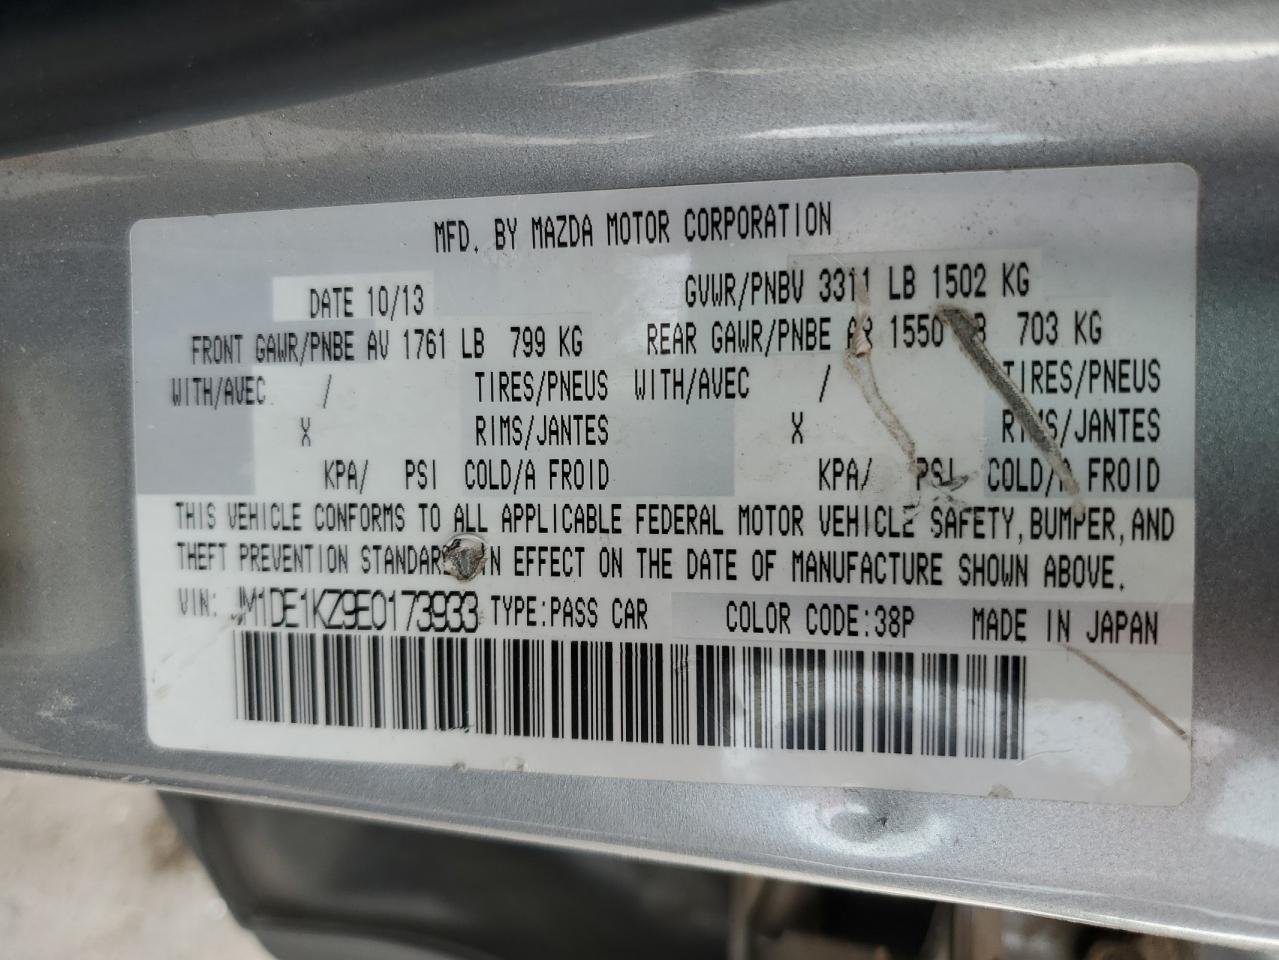 MFD. BY MAZDA MOTOR CORPORATION
DATE 10/13 GVWR/PNBV 3311 LB 1502 KG
FRONT GAWR/PNBE AV 1761 LB 799 KG REAR GAWR/PNBE AR 1550 LB 703 KG
WITH/AVEC / TIRES/PNEUS WITH/AVEC / TIRES/PNEUS
X RIMS/JANTES X RIMS/JANTES
KPA/ PSI COLD/A FROID KPA/ PSI COLD/A FROID
THIS VEHICLE CONFORMS TO ALL APPLICABLE FEDERAL MOTOR VEHICLE SAFETY, BUMPER, AND
THEFT PREVENTION STANDARDS IN EFFECT ON THE DATE OF MANUFACTURE SHOWN ABOVE.
VIN: JM1DE1KZ9E0173933 TYPE:PASS CAR COLOR CODE:38P MADE IN JAPAN